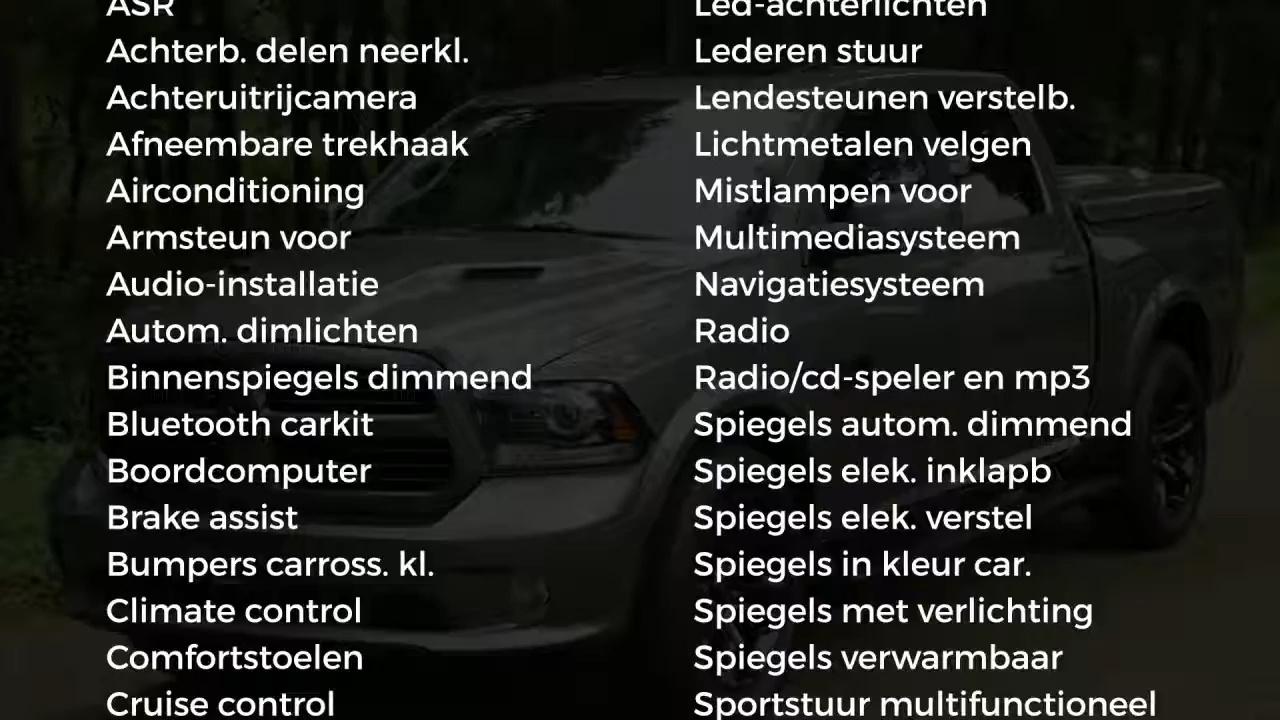 ASR
Achterb. delen neerkl.
Achteruitrijcamera
Afneembare trekhaak
Airconditioning
Armsteun voor
Audio-installatie
Autom. dimlichten
Binnenspiegels dimmend
Bluetooth carkit
Boordcomputer
Brake assist
Bumpers carross. kl.
Climate control
Comfortstoelen
Cruise control
Led-achterlichten
Lederen stuur
Lendesteunen verstelb.
Lichtmetalen velgen
Mistlampen voor
Multimediasysteem
Navigatiesysteem
Radio
Radio/cd-speler en mp3
Spiegels autom. dimmend
Spiegels elek. inklapb
Spiegels elek. verstel
Spiegels in kleur car.
Spiegels met verlichting
Spiegels verwarmbaar
Sportstuur multifunctioneel